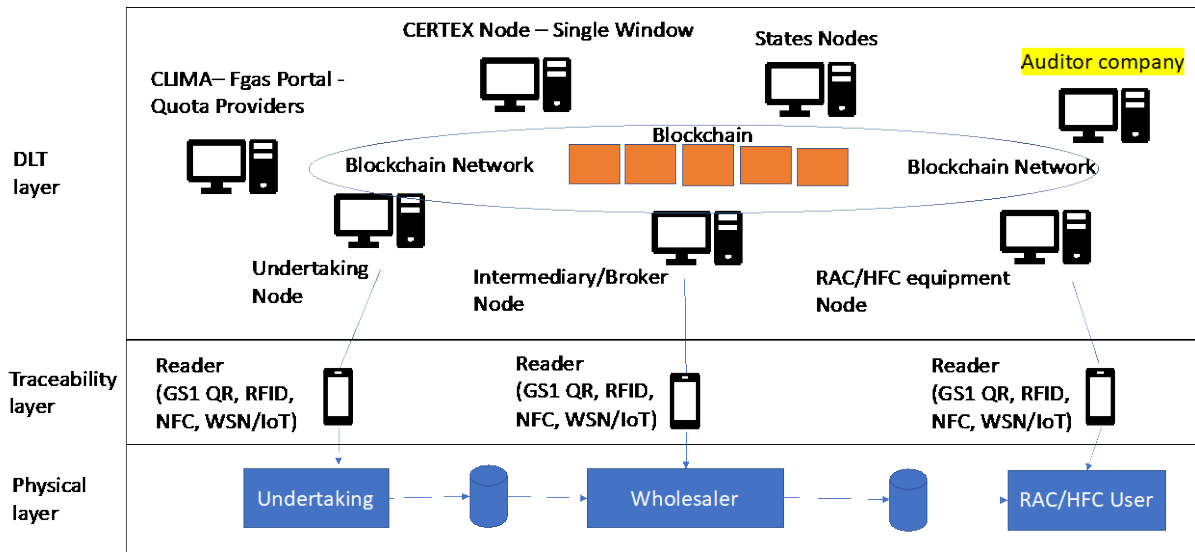 CERTEX Node – Single Window
States Nodes
Auditor company
CLIMA– Fgas Portal -
Quota Providers
DLT
layer
Blockchain
Blockchain Network
Blockchain Network
Undertaking
Node
Intermediary/Broker
Node
RAC/HFC equipment
Node
Traceability
layer
Reader
(GS1 QR, RFID,
NFC, WSN/IoT)
Reader
(GS1 QR, RFID,
NFC, WSN/IoT)
Reader
(GS1 QR, RFID,
NFC, WSN/IoT)
Physical
layer
Undertaking
Wholesaler
RAC/HFC User